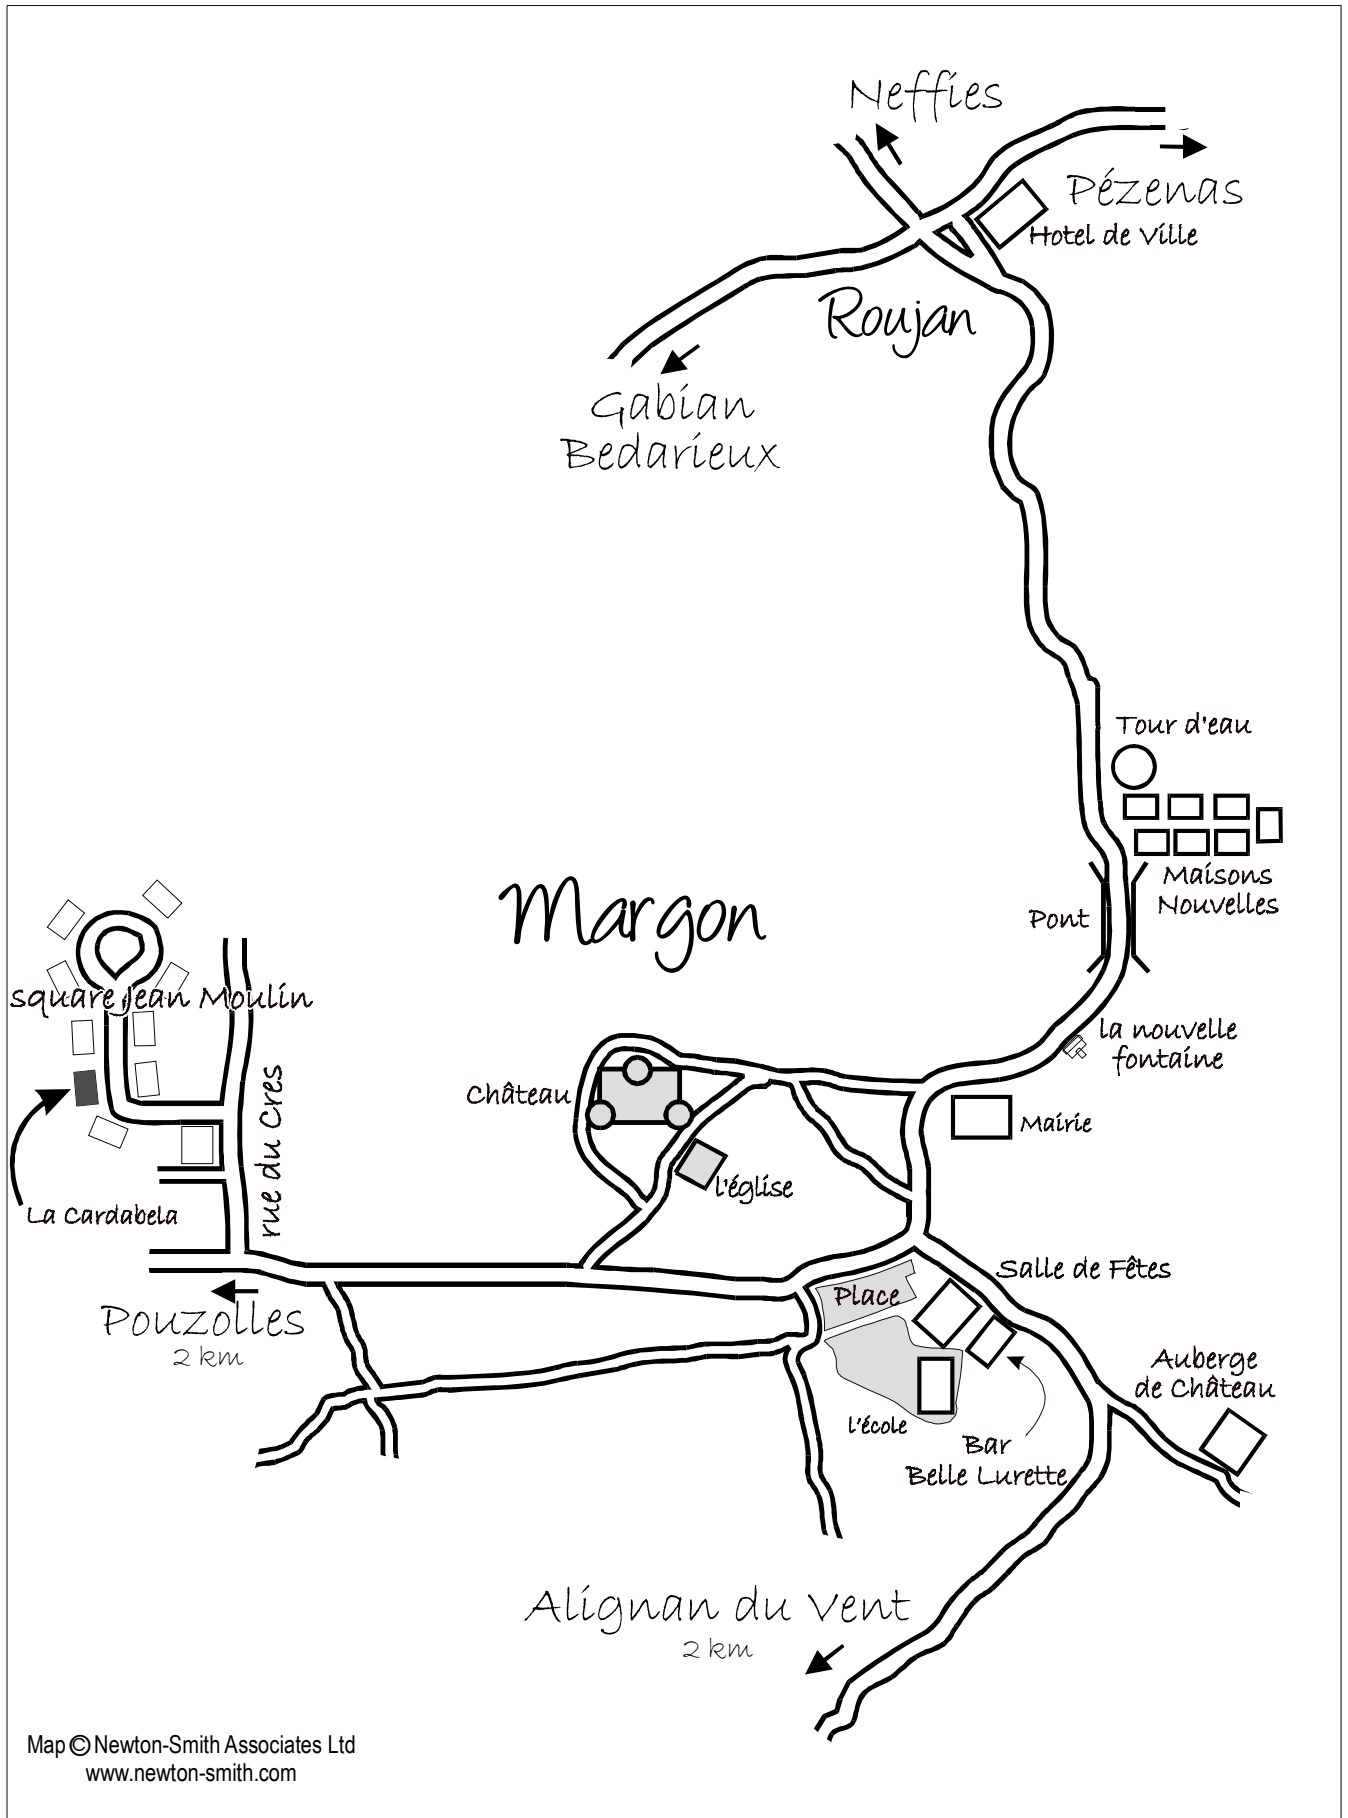 Neffies
Pézenas
Hotel de Ville
Roujan
Gabian
Bedarieux
Tour d'eau
Maisons
Nouvelles
Pont
Margon
square Jean Moulin
la nouvelle
fontaine
Château
Mairie
rue du Cres
l'église
La Cardabela
Salle de Fêtes
Place
Pouzolles
2 km
Auberge
de Château
l'école
Bar
Belle Lurette
Alignan du Vent
2 km
Map © Newton-Smith Associates Ltd
www.newton-smith.com